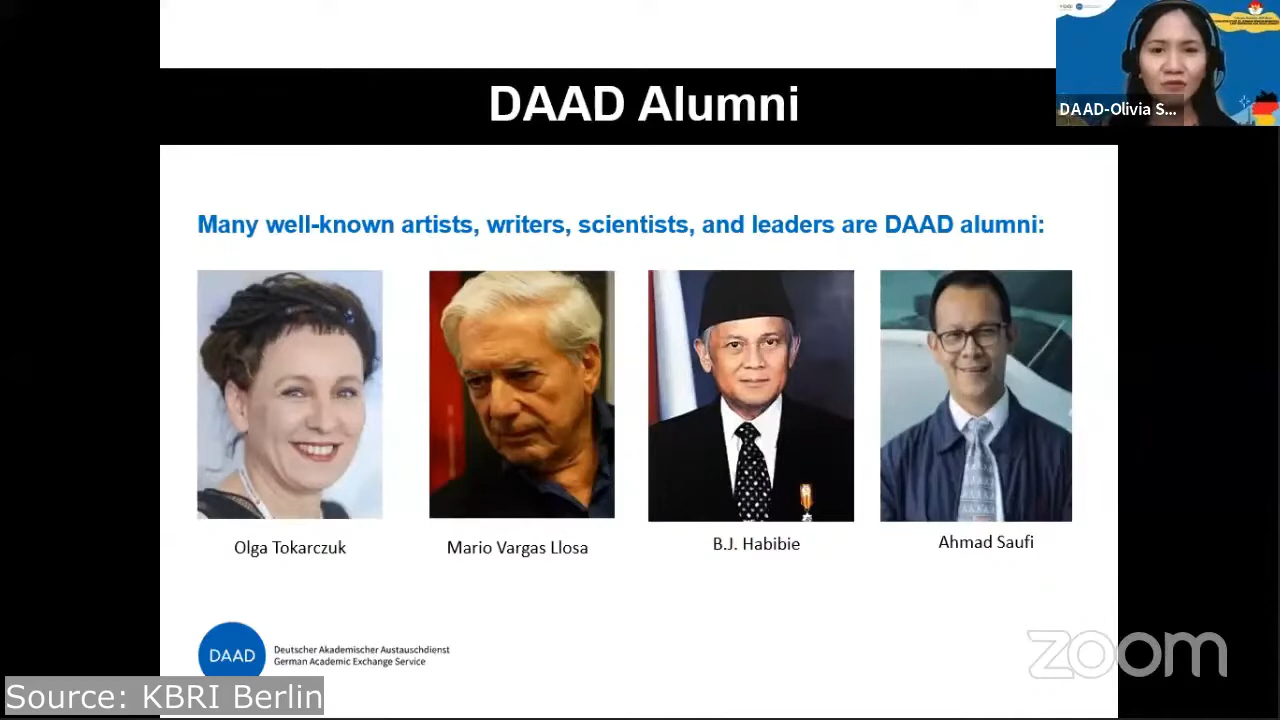 DAAD Alumni
DAAD-Olivia S...
Many well-known artists, writers, scientists, and leaders are DAAD alumni:
Olga Tokarczuk
Mario Vargas Llosa
B.J. Habibie
Ahmad Saufi
DAAD
Deutscher Akademischer Austauschdienst
German Academic Exchange Service
zoom
Source: KBRI Berlin